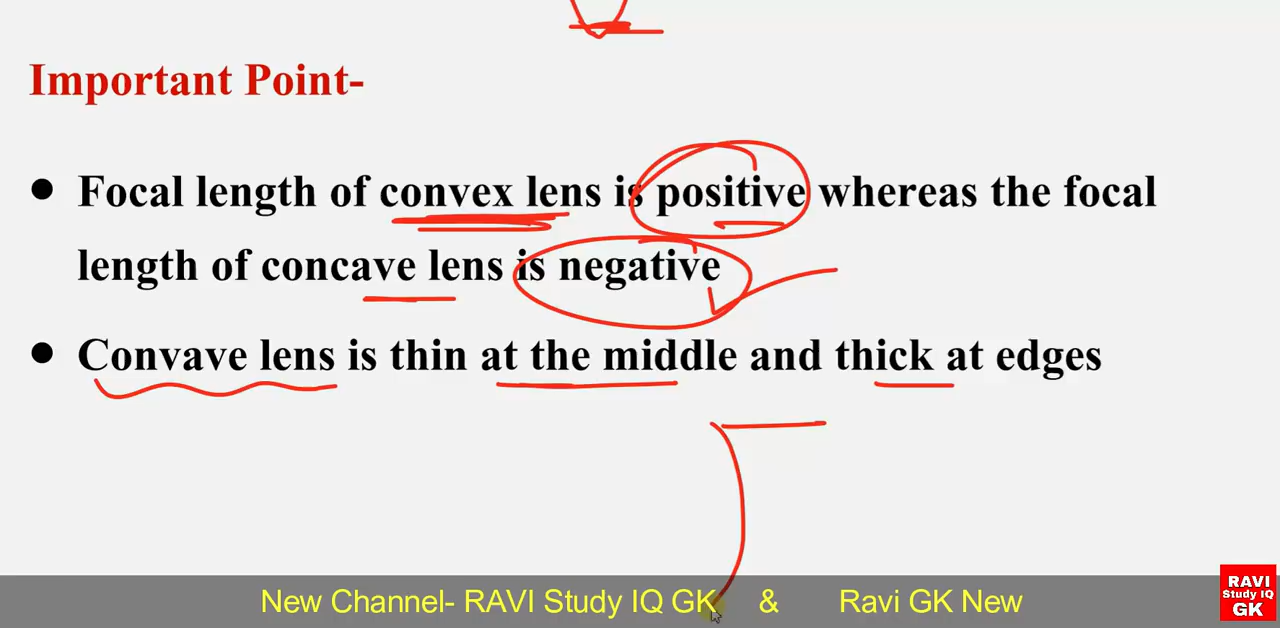 Important Point-
● Focal length of convex lens is positive whereas the focal
length of concave lens is negative
● Convave lens is thin at the middle and thick at edges
New Channel- RAVI Study IQ GK & Ravi GK New
RAVI
Study IQ
GK